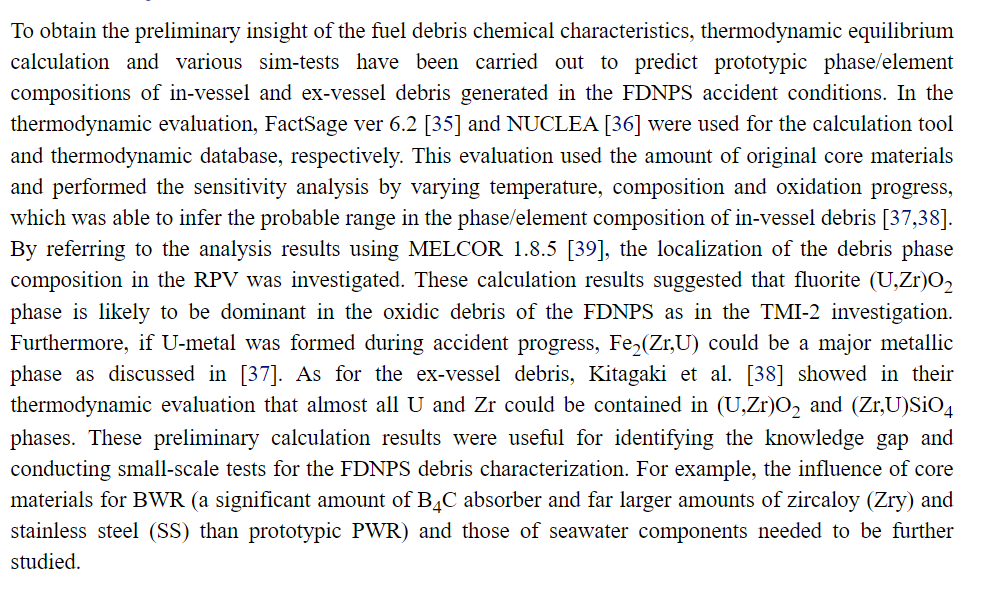 To obtain the preliminary insight of the fuel debris chemical characteristics, thermodynamic equilibrium
calculation and various sim-tests have been carried out to predict prototypic phase/element
compositions of in-vessel and ex-vessel debris generated in the FDNPS accident conditions. In the
thermodynamic evaluation, FactSage ver 6.2 [35] and NUCLEA [36] were used for the calculation tool
and thermodynamic database, respectively. This evaluation used the amount of original core materials
and performed the sensitivity analysis by varying temperature, composition and oxidation progress,
which was able to infer the probable range in the phase/element composition of in-vessel debris [37,38].
By referring to the analysis results using MELCOR 1.8.5 [39], the localization of the debris phase
composition in the RPV was investigated. These calculation results suggested that fluorite (U,Zr)O₂
phase is likely to be dominant in the oxidic debris of the FDNPS as in the TMI-2 investigation.
Furthermore, if U-metal was formed during accident progress, Fe₂(Zr,U) could be a major metallic
phase as discussed in [37]. As for the ex-vessel debris, Kitagaki et al. [38] showed in their
thermodynamic evaluation that almost all U and Zr could be contained in (U,Zr)O₂ and (Zr,U)SiO₄
phases. These preliminary calculation results were useful for identifying the knowledge gap and
conducting small-scale tests for the FDNPS debris characterization. For example, the influence of core
materials for BWR (a significant amount of B₄C absorber and far larger amounts of zircaloy (Zry) and
stainless steel (SS) than prototypic PWR) and those of seawater components needed to be further
studied.